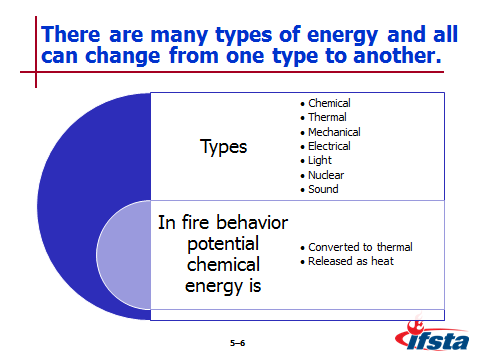 There are many types of energy and all
can change from one type to another.
Types
• Chemical
• Thermal
• Mechanical
• Electrical
• Light
• Nuclear
• Sound
In fire behavior
potential
chemical
energy is
• Converted to thermal
• Released as heat
5–6
ifsta